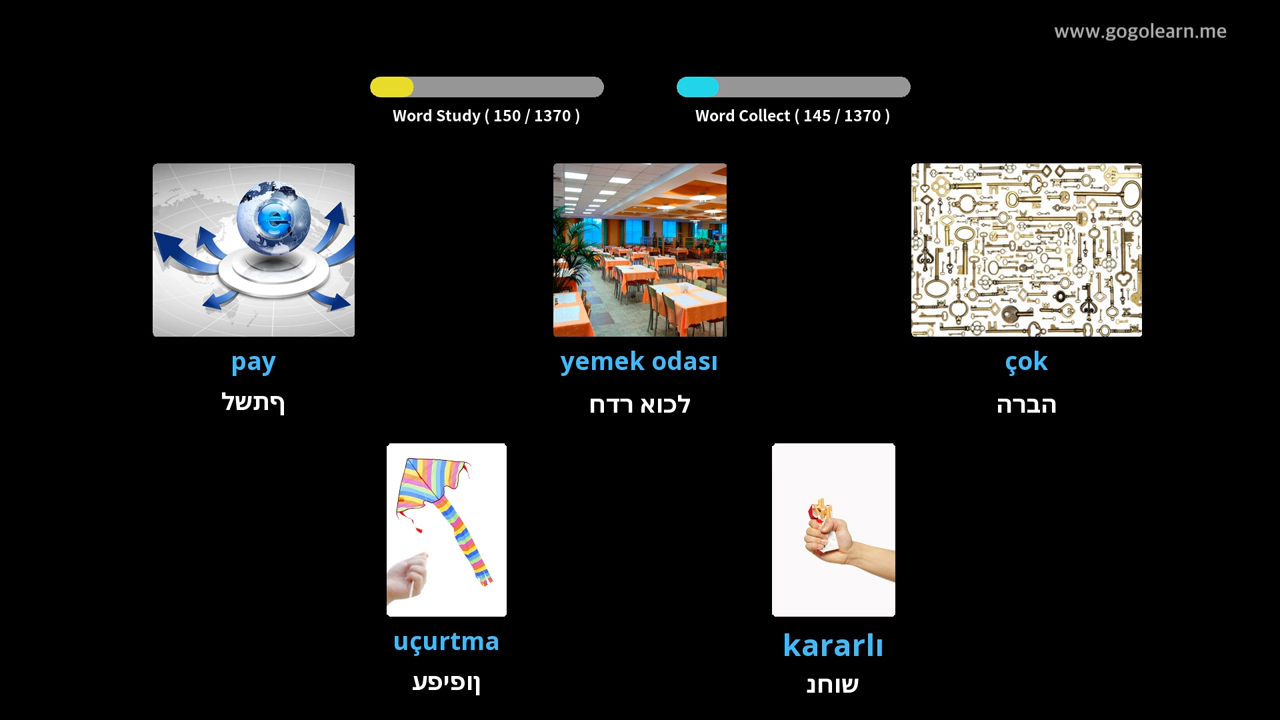 www.gogolearn.me
Word Study ( 150 / 1370 )
Word Collect ( 145 / 1370 )
pay
ףתשל
yemek odası
לכוא רדח
çok
הברה
uçurtma
ןופיפע
kararlı
שוחנ